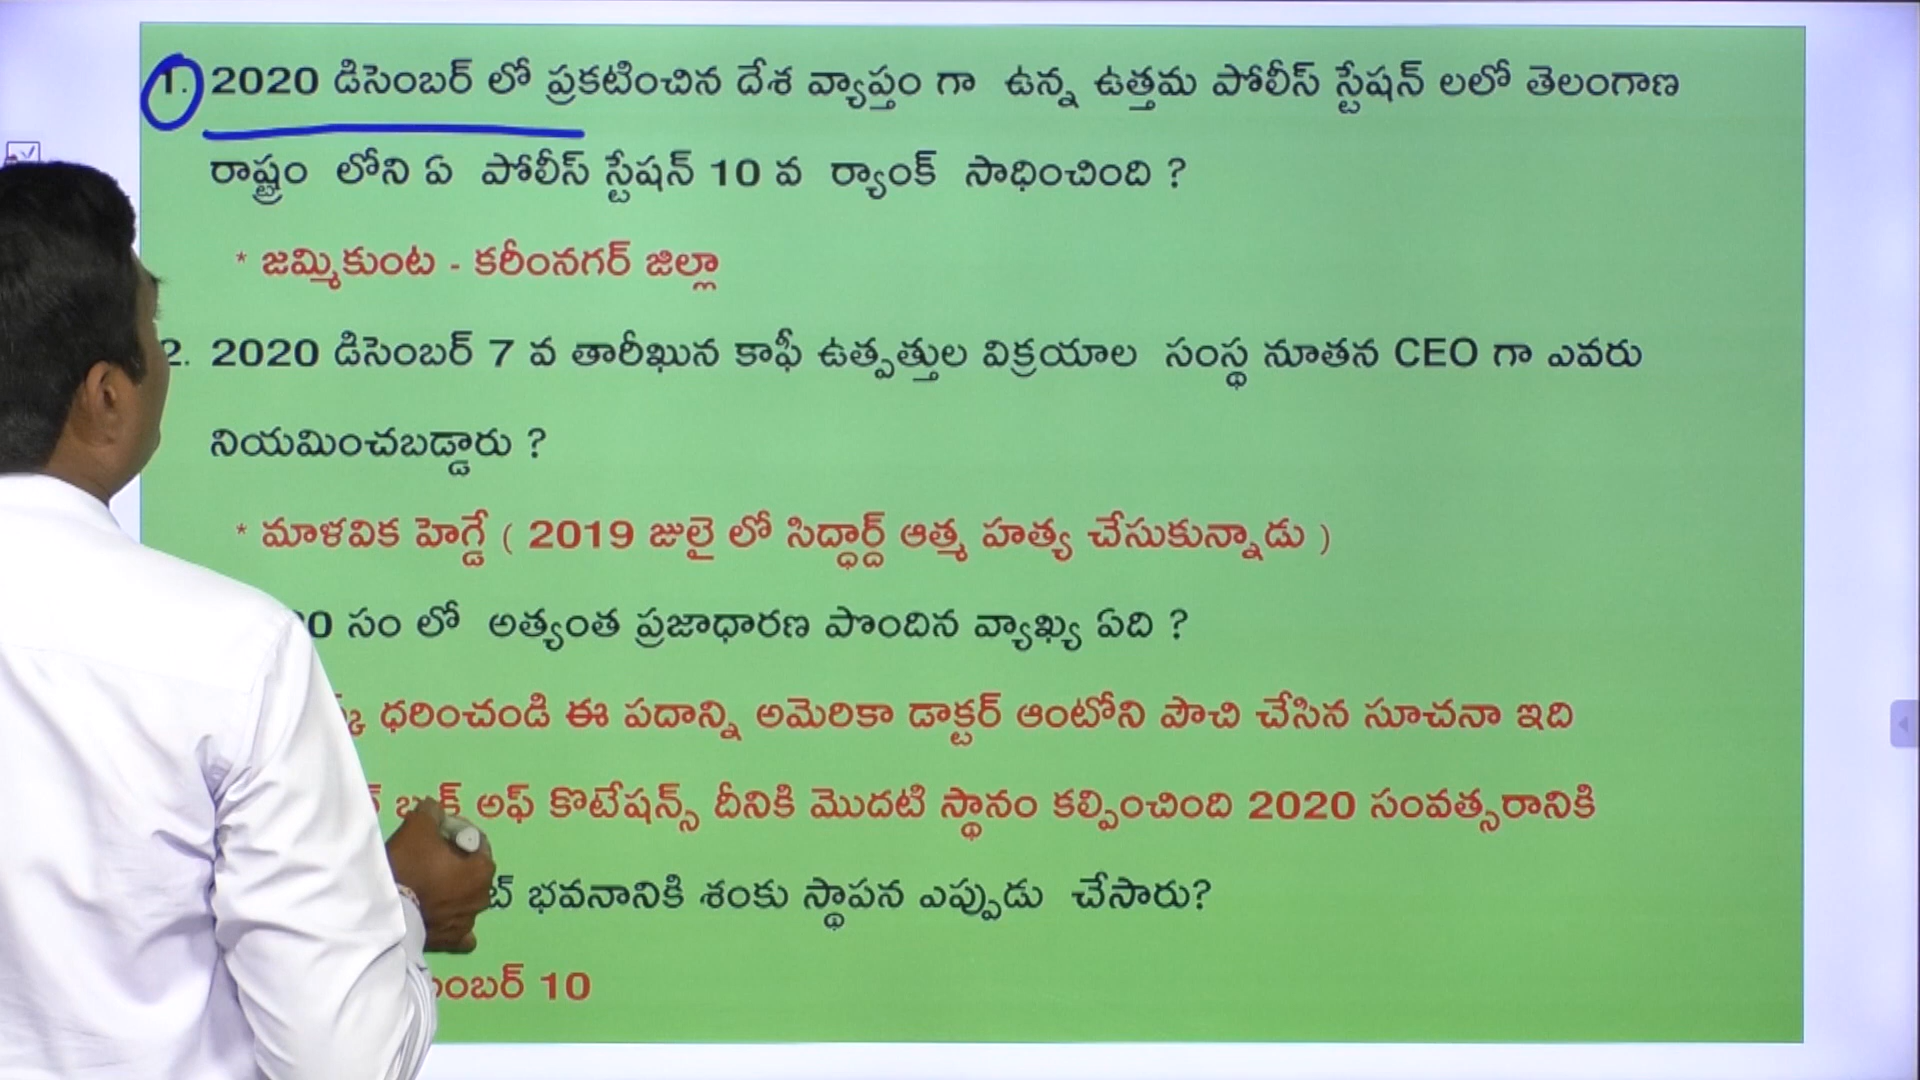 1. 2020 డిసెంబర్ లో ప్రకటించిన దేశ వ్యాప్తం గా ఉన్న ఉత్తమ పోలీస్ స్టేషన్ లలో తెలంగాణ
రాష్ట్రం లోని ఏ పోలీస్ స్టేషన్ 10 వ ర్యాంక్ సాధించింది ?
* జమ్మికుంట - కరీంనగర్ జిల్లా
2. 2020 డిసెంబర్ 7 వ తారీఖున కాఫీ ఉత్పత్తుల విక్రయాల సంస్థ నూతన CEO గా ఎవరు
నియమించబడ్డారు ?
* మాళవిక హెగ్డే ( 2019 జులై లో సిద్ధార్ద్ ఆత్మ హత్య చేసుకున్నాడు )
సం లో అత్యంత ప్రజాధారణ పొందిన వ్యాఖ్య ఏది ?
ధరించండి ఈ పదాన్ని అమెరికా డాక్టర్ ఆంటోని పౌచి చేసిన సూచనా ఇది
బుక్ అఫ్ కొటేషన్స్ దీనికి మొదటి స్థానం కల్పించింది 2020 సంవత్సరానికి
భవనానికి శంకు స్థాపన ఎప్పుడు చేసారు?
10